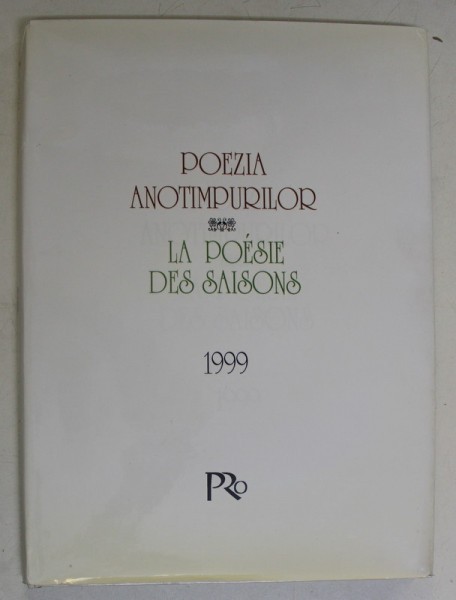 POEZIA
ANOTIMPURILOR
LA POÉSIE
DES SAISONS
1999
PRO